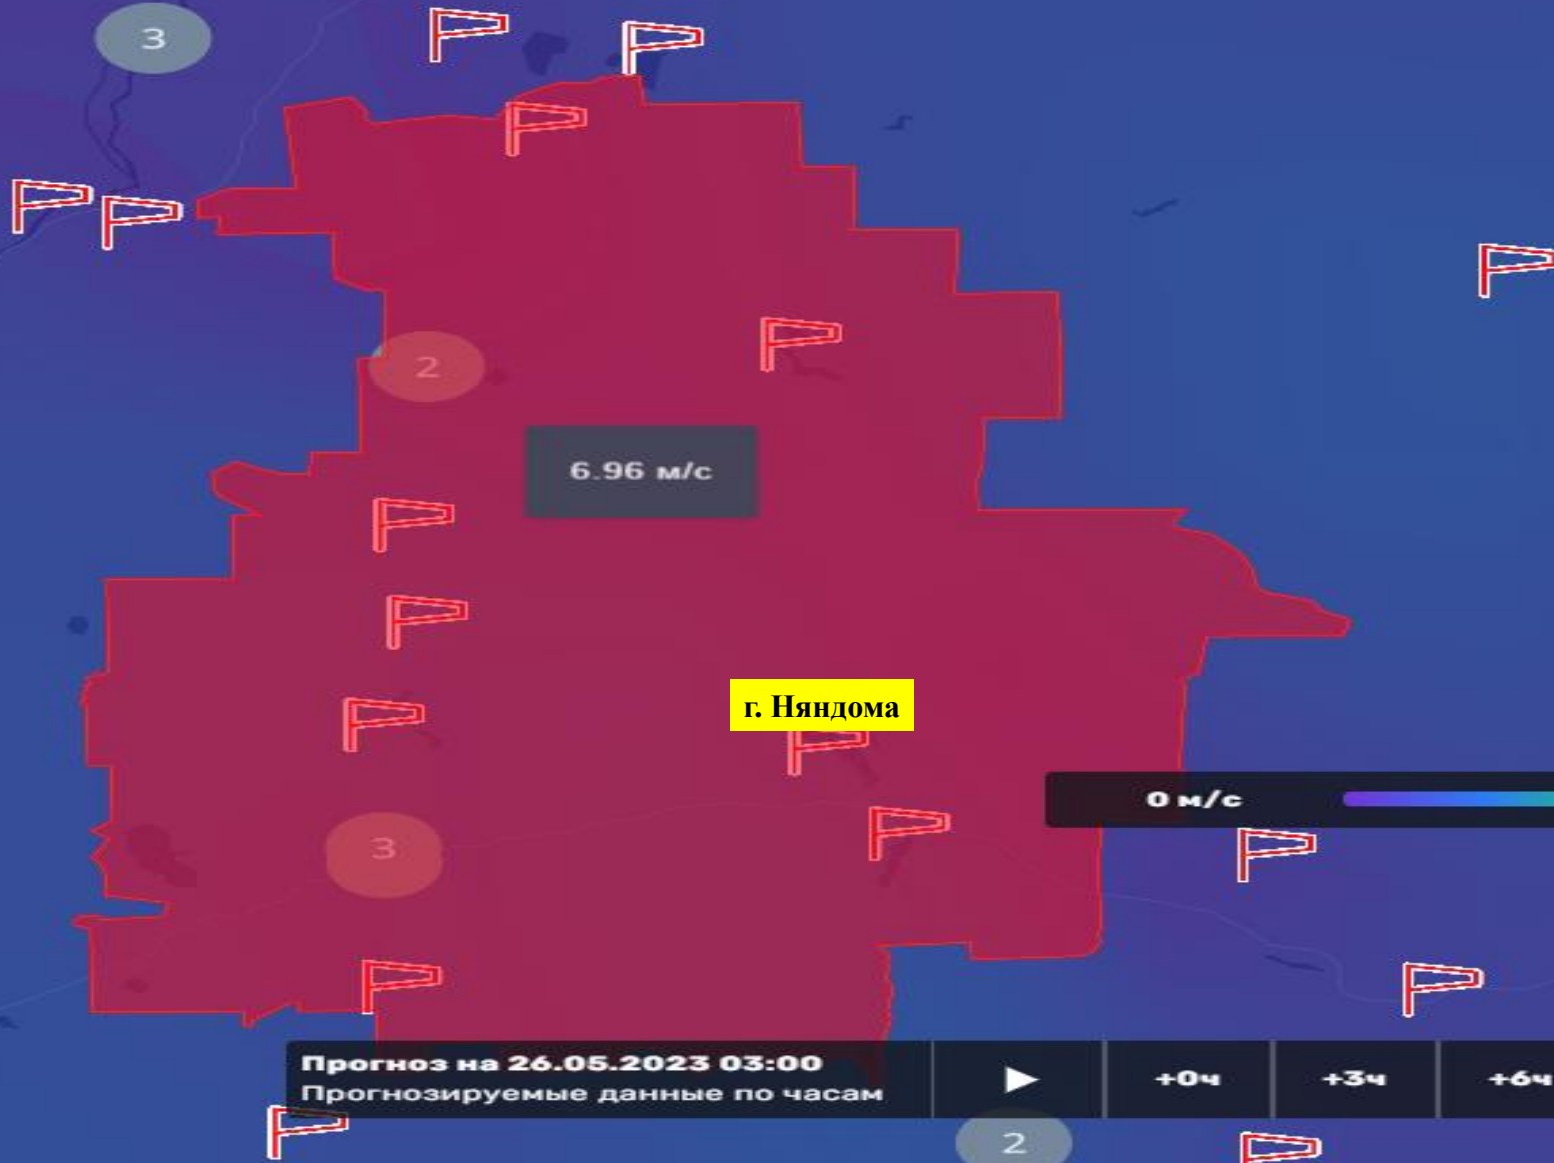 3
2
6.96 м/с
г. Няндома
0 м/с
3
Прогноз на 26.05.2023 03:00
Прогнозируемые данные по часам
+0ч
+3ч
+6ч
2